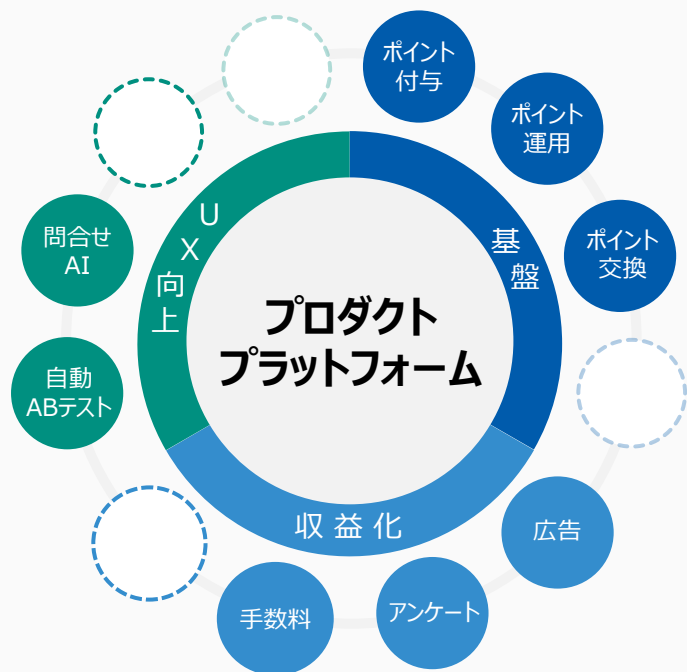 プロダクト
プラットフォーム
基盤
ポイント
付与
ポイント
運用
ポイント
交換
収益化
広告
アンケート
手数料
UX向上
自動
ABテスト
問合せ
AI